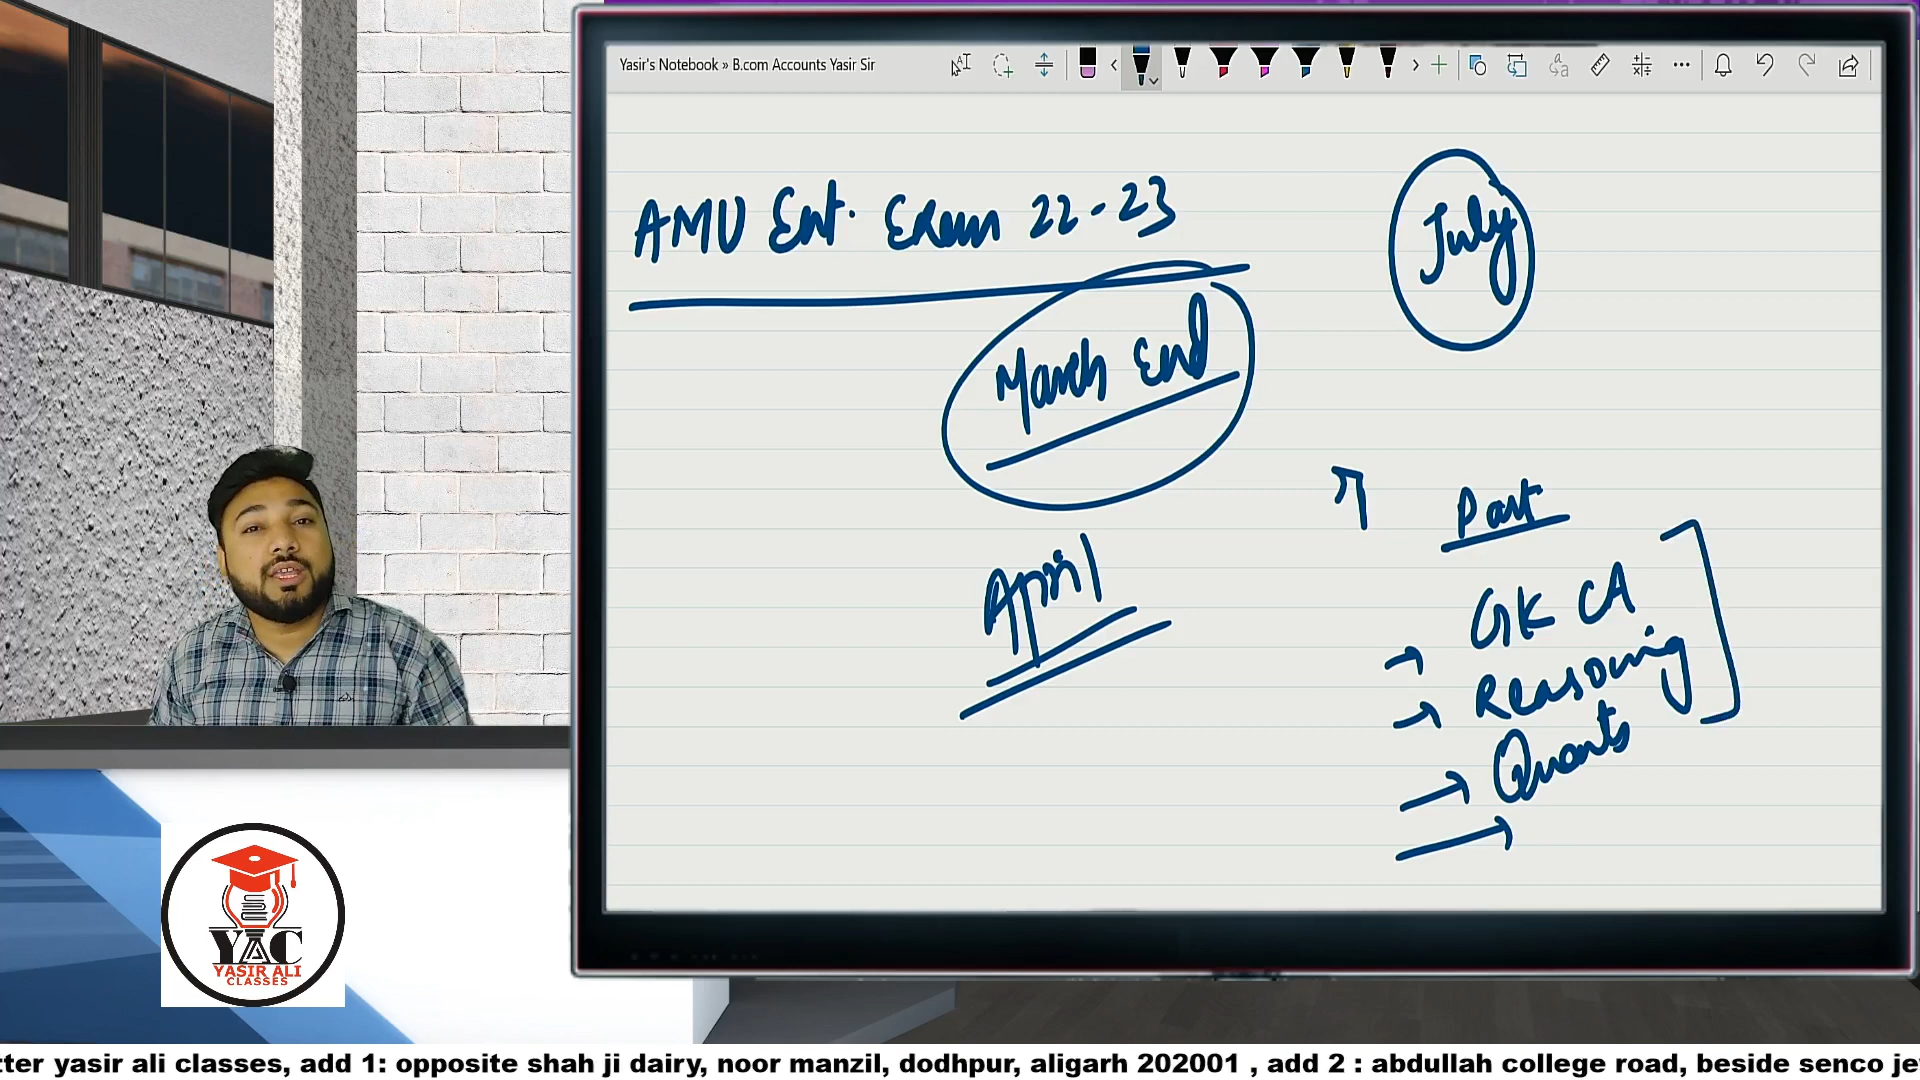 Yasir's Notebook » B.com Accounts Yasir Sir
AMU Ent. Exam 22-23
July
March End
April
Part
GK CA
Reasoning
Quants
YAC
YASIR ALI
CLASSES
tter yasir ali classes, add 1: opposite shah ji dairy, noor manzil, dodhpur, aligarh 202001 , add 2 : abdullah college road, beside senco je